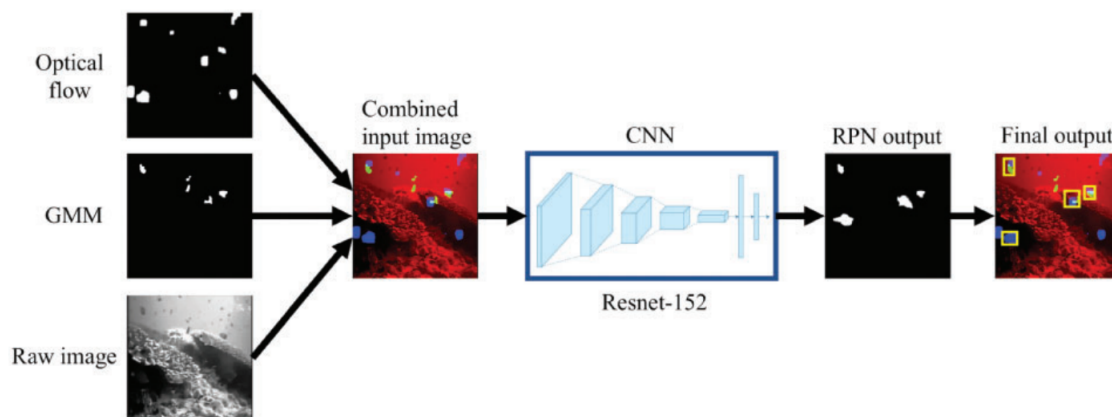 Optical
flow
GMM
Raw image
Combined
input image
CNN
Resnet-152
RPN output
Final output